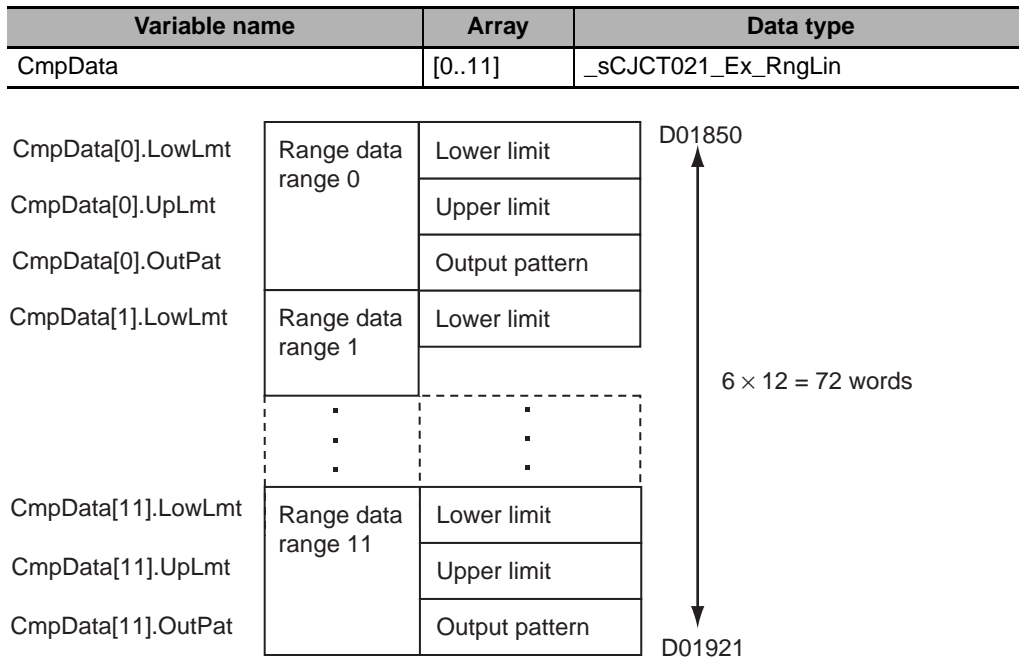 Variable name Array Data type
CmpData [0..11] _sCJCT021_Ex_RngLin
CmpData[0].LowLmt Range data range 0 Lower limit D01850
CmpData[0].UpLmt Upper limit
CmpData[0].OutPat Output pattern
CmpData[1].LowLmt Range data range 1 Lower limit
6 × 12 = 72 words
CmpData[11].LowLmt Range data range 11 Lower limit
CmpData[11].UpLmt Upper limit
CmpData[11].OutPat Output pattern
D01921